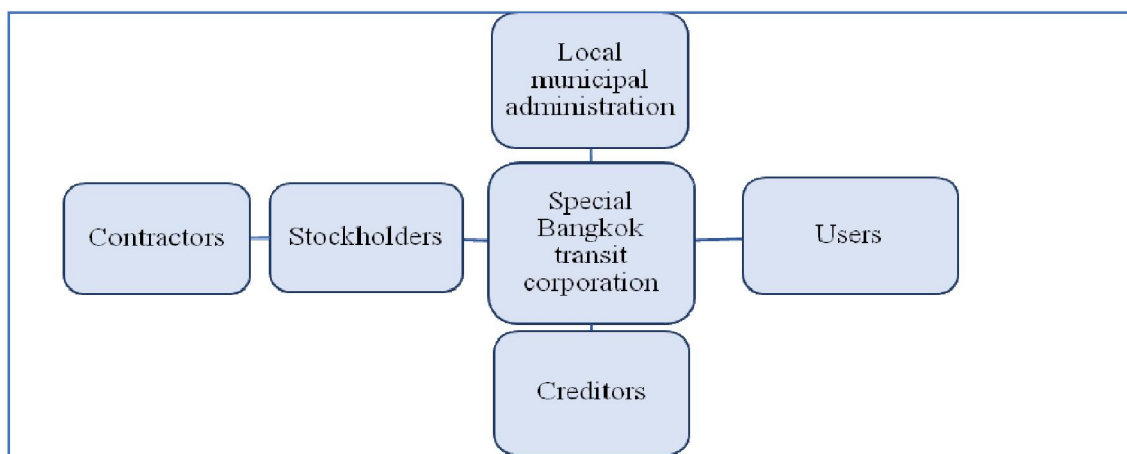 Local
municipal
administration
Contractors
Stockholders
Special
Bangkok
transit
corporation
Users
Creditors